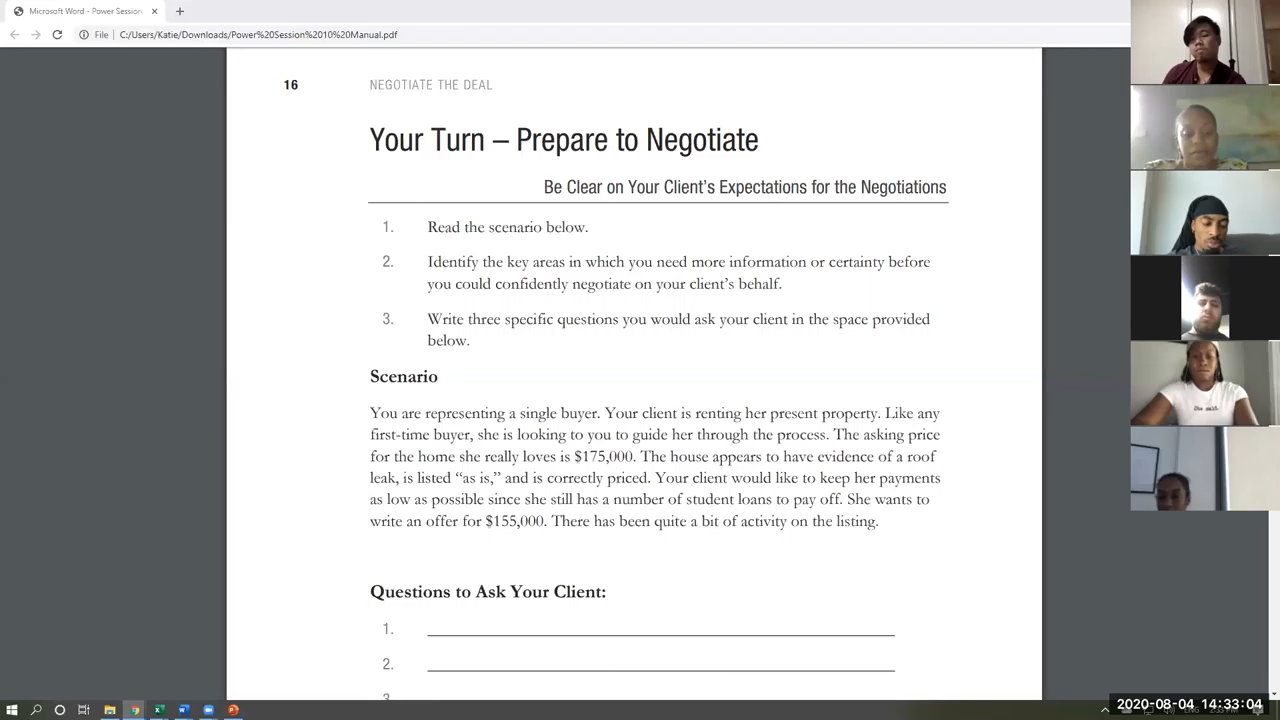 Microsoft Word - Power Session
File
C:/Users/Katie/Downloads/Power%20Session%2010%20Manual.pdf
16
NEGOTIATE THE DEAL
Your Turn – Prepare to Negotiate
Be Clear on Your Client's Expectations for the Negotiations
1. Read the scenario below.
2. Identify the key areas in which you need more information or certainty before
you could confidently negotiate on your client's behalf.
3. Write three specific questions you would ask your client in the space provided
below.
Scenario
You are representing a single buyer. Your client is renting her present property. Like any
first-time buyer, she is looking to you to guide her through the process. The asking price
for the home she really loves is $175,000. The house appears to have evidence of a roof
leak, is listed “as is,” and is correctly priced. Your client would like to keep her payments
as low as possible since she still has a number of student loans to pay off. She wants to
write an offer for $155,000. There has been quite a bit of activity on the listing.
Questions to Ask Your Client:
1.
2.
3
2020-08-04 14:33:04